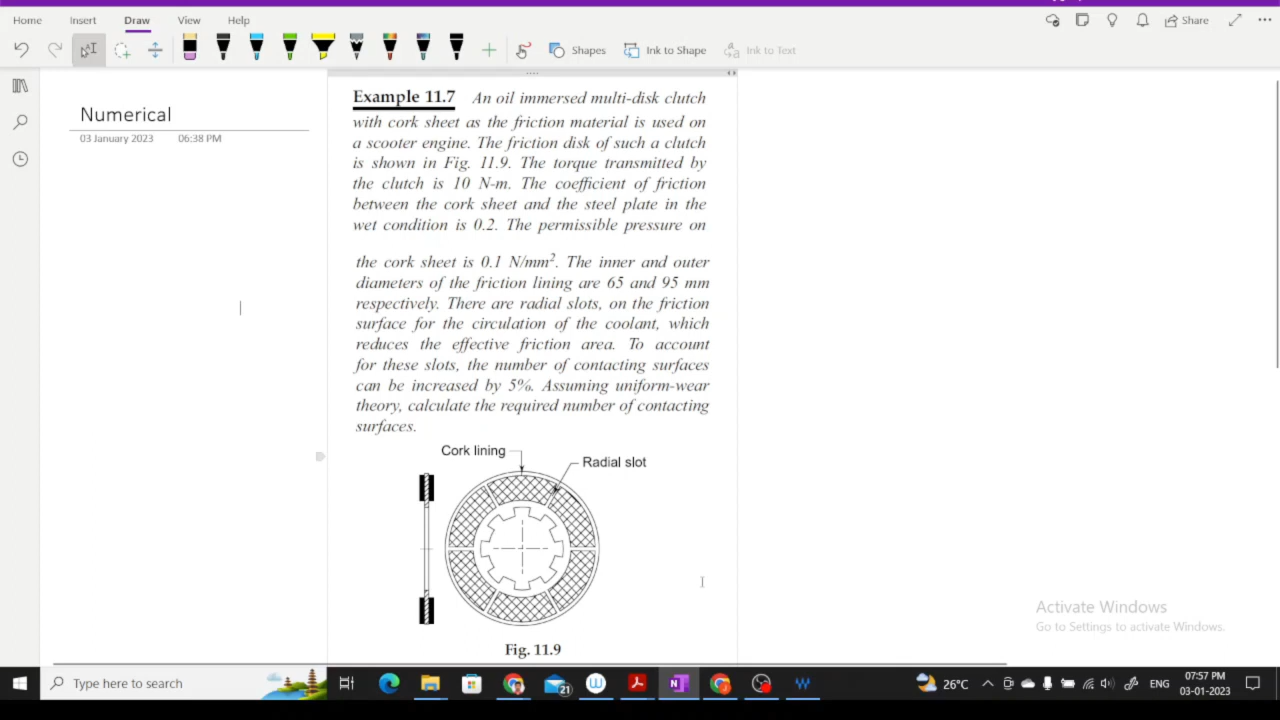 Home Insert Draw View Help
Share
Shapes Ink to Shape Ink to Text
Numerical
03 January 2023 06:38 PM
Example 11.7 An oil immersed multi-disk clutch
with cork sheet as the friction material is used on
a scooter engine. The friction disk of such a clutch
is shown in Fig. 11.9. The torque transmitted by
the clutch is 10 N-m. The coefficient of friction
between the cork sheet and the steel plate in the
wet condition is 0.2. The permissible pressure on
the cork sheet is 0.1 N/mm². The inner and outer
diameters of the friction lining are 65 and 95 mm
respectively. There are radial slots, on the friction
surface for the circulation of the coolant, which
reduces the effective friction area. To account
for these slots, the number of contacting surfaces
can be increased by 5%. Assuming uniform-wear
theory, calculate the required number of contacting
surfaces.
Cork lining
Radial slot
Fig. 11.9
Activate Windows
Go to Settings to activate Windows.
Type here to search
21
26°C
ENG
07:57 PM
03-01-2023